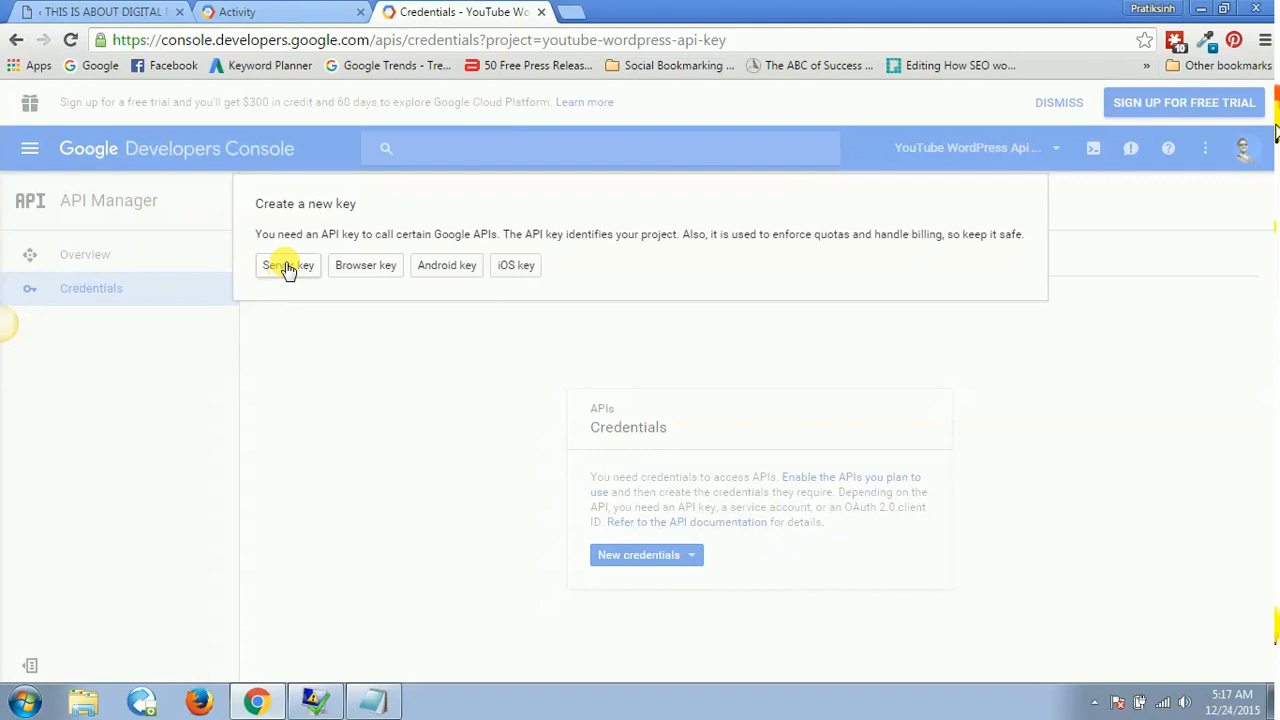 ‹ THIS IS ABOUT DIGITAL
Activity
Credentials - YouTube Wo
Pratiksinh
https://console.developers.google.com/apis/credentials?project=youtube-wordpress-api-key
10
Apps
Google
Facebook
Keyword Planner
Google Trends - Tre...
50 Free Press Releas...
Social Bookmarking ...
The ABC of Success ...
Editing How SEO wo...
»
Other bookmarks
Sign up for a free trial and you'll get $300 in credit and 60 days to explore Google Cloud Platform. Learn more
DISMISS
SIGN UP FOR FREE TRIAL
Google Developers Console
YouTube WordPress Api ...
API
API Manager
Overview
Credentials
Create a new key
You need an API key to call certain Google APIs. The API key identifies your project. Also, it is used to enforce quotas and handle billing, so keep it safe.
Server key
Browser key
Android key
iOS key
APIs
Credentials
You need credentials to access APIs. Enable the APIs you plan to
use and then create the credentials they require. Depending on the
API, you need an API key, a service account, or an OAuth 2.0 client
ID. Refer to the API documentation for details.
New credentials
5:17 AM
12/24/2015